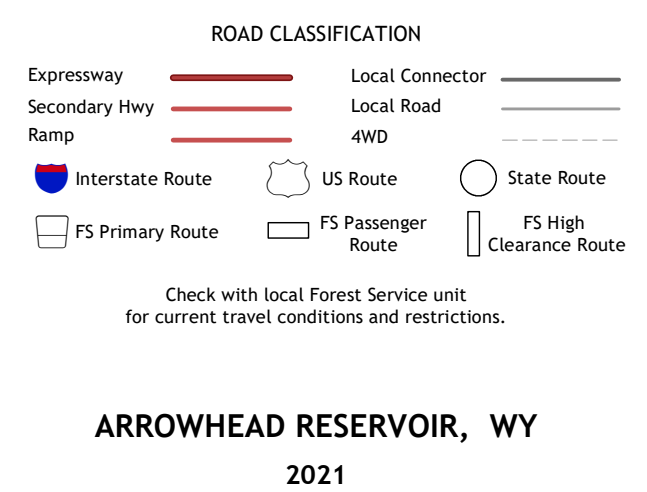 ROAD CLASSIFICATION
Expressway
Local Connector
Secondary Hwy
Local Road
Ramp
4WD
Interstate Route
US Route
State Route
FS Primary Route
FS Passenger
Route
FS High
Clearance Route
Check with local Forest Service unit
for current travel conditions and restrictions.
ARROWHEAD RESERVOIR, WY
2021